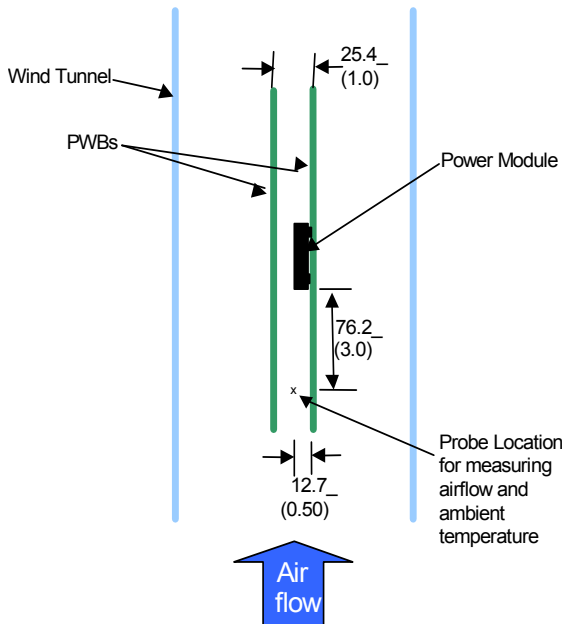 25.4_
(1.0)
Wind Tunnel
PWBs
Power Module
76.2_
(3.0)
x
Probe Location
for measuring
airflow and
ambient
temperature
12.7_
(0.50)
Air
flow